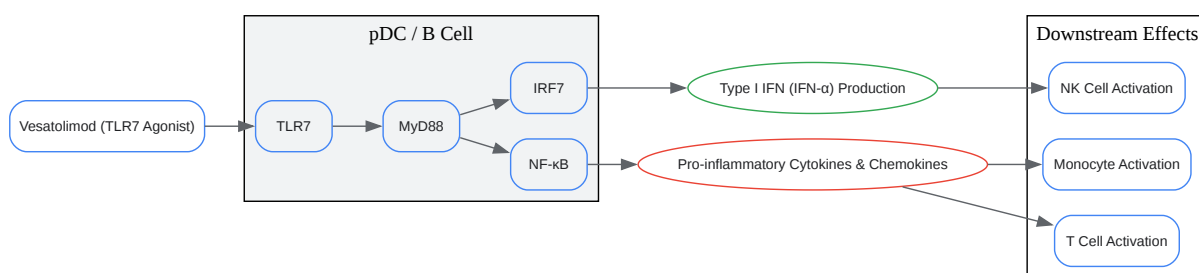 pDC / B Cell
Downstream Effects
Vesatolimod (TLR7 Agonist)
TLR7
MyD88
IRF7
NF-κB
Type I IFN (IFN-α) Production
Pro-inflammatory Cytokines & Chemokines
NK Cell Activation
Monocyte Activation
T Cell Activation